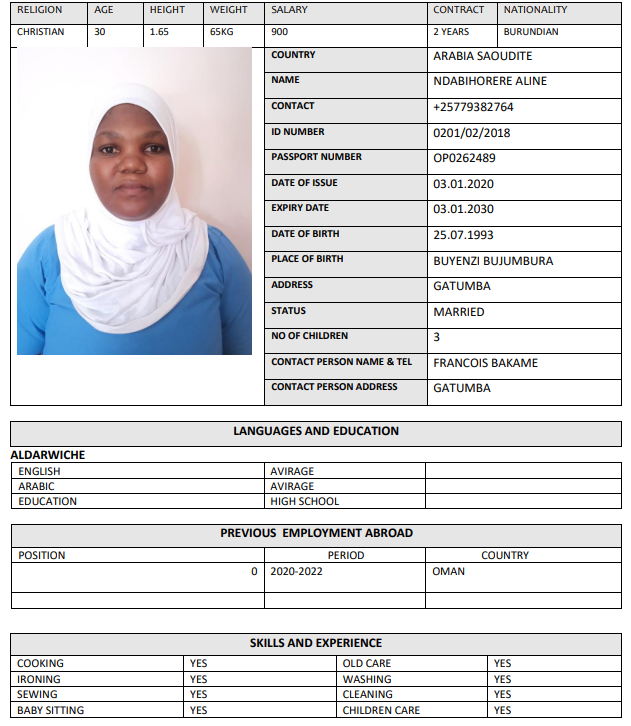 RELIGION AGE HEIGHT WEIGHT SALARY CONTRACT NATIONALITY
CHRISTIAN 30 1.65 65KG 900 2 YEARS BURUNDIAN
COUNTRY ARABIA SAOUDITE
NAME NDABIHORERE ALINE
CONTACT +25779382764
ID NUMBER 0201/02/2018
PASSPORT NUMBER OP0262489
DATE OF ISSUE 03.01.2020
EXPIRY DATE 03.01.2030
DATE OF BIRTH 25.07.1993
PLACE OF BIRTH BUYENZI BUJUMBURA
ADDRESS GATUMBA
STATUS MARRIED
NO OF CHILDREN 3
CONTACT PERSON NAME & TEL FRANCOIS BAKAME
CONTACT PERSON ADDRESS GATUMBA
LANGUAGES AND EDUCATION
ALDARWICHE
ENGLISH AVIRAGE
ARABIC AVIRAGE
EDUCATION HIGH SCHOOL
PREVIOUS EMPLOYMENT ABROAD
POSITION PERIOD COUNTRY
0 2020-2022 OMAN
SKILLS AND EXPERIENCE
COOKING YES OLD CARE YES
IRONING YES WASHING YES
SEWING YES CLEANING YES
BABY SITTING YES CHILDREN CARE YES